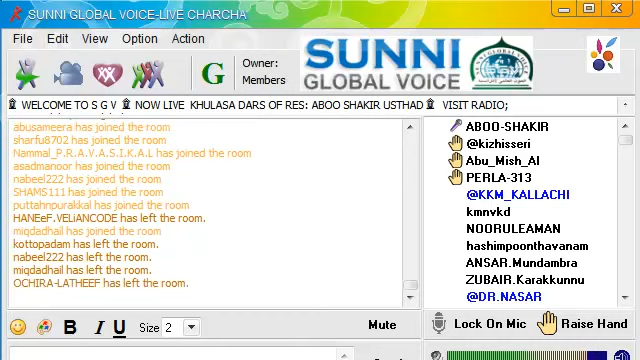 SUNNI GLOBAL VOICE-LIVE CHARCHA
File Edit View Option Action
G Owner:
Members
SUNNI
GLOBAL VOICE
WELCOME TO S G V NOW LIVE KHULASA DARS OF RES: ABOO SHAKIR USTHAD VISIT RADIO;
abusameera has joined the room
sharfu8702 has joined the room
Nammal_P_R_A_V_A_S_I_K_A_L has joined the room
asadmanoor has joined the room
nabeel222 has joined the room
SHAMS111 has joined the room
puttahnpurakkal has joined the room
HANEeF.VELiANCODE has left the room.
miqdadhail has joined the room
kottopadam has left the room.
nabeel222 has left the room.
miqdadhail has left the room.
OCHIRA-LATHEEF has left the room.
ABOO-SHAKIR
@kizhisseri
Abu_Mish_Al
PERLA-313
@KKM_KALLACHI
kmnvkd
NOORULEAMAN
hashimpoonthavanam
ANSAR.Mundambra
ZUBAIR.Karakkunnu
@DR.NASAR
B I U Size 2 Mute
Lock On Mic Raise Hand